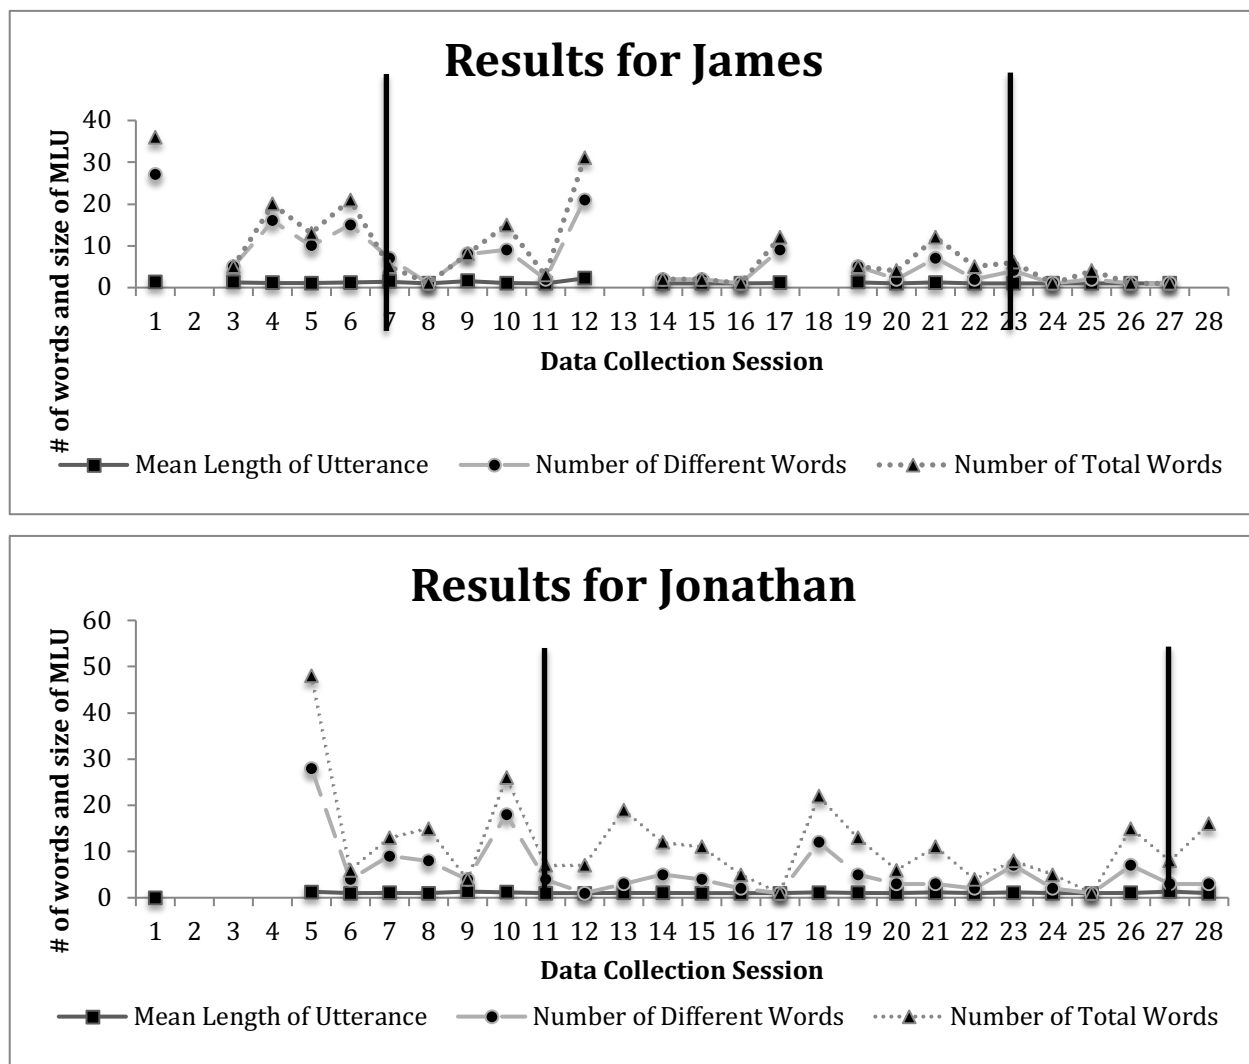 Results for James
# of words and size of MLU
40
30
20
10
0
1 2 3 4 5 6 7 8 9 10 11 12 13 14 15 16 17 18 19 20 21 22 23 24 25 26 27 28
Data Collection Session
Mean Length of Utterance Number of Different Words Number of Total Words
Results for Jonathan
# of words and size of MLU
60
50
40
30
20
10
0
1 2 3 4 5 6 7 8 9 10 11 12 13 14 15 16 17 18 19 20 21 22 23 24 25 26 27 28
Data Collection Session
Mean Length of Utterance Number of Different Words Number of Total Words